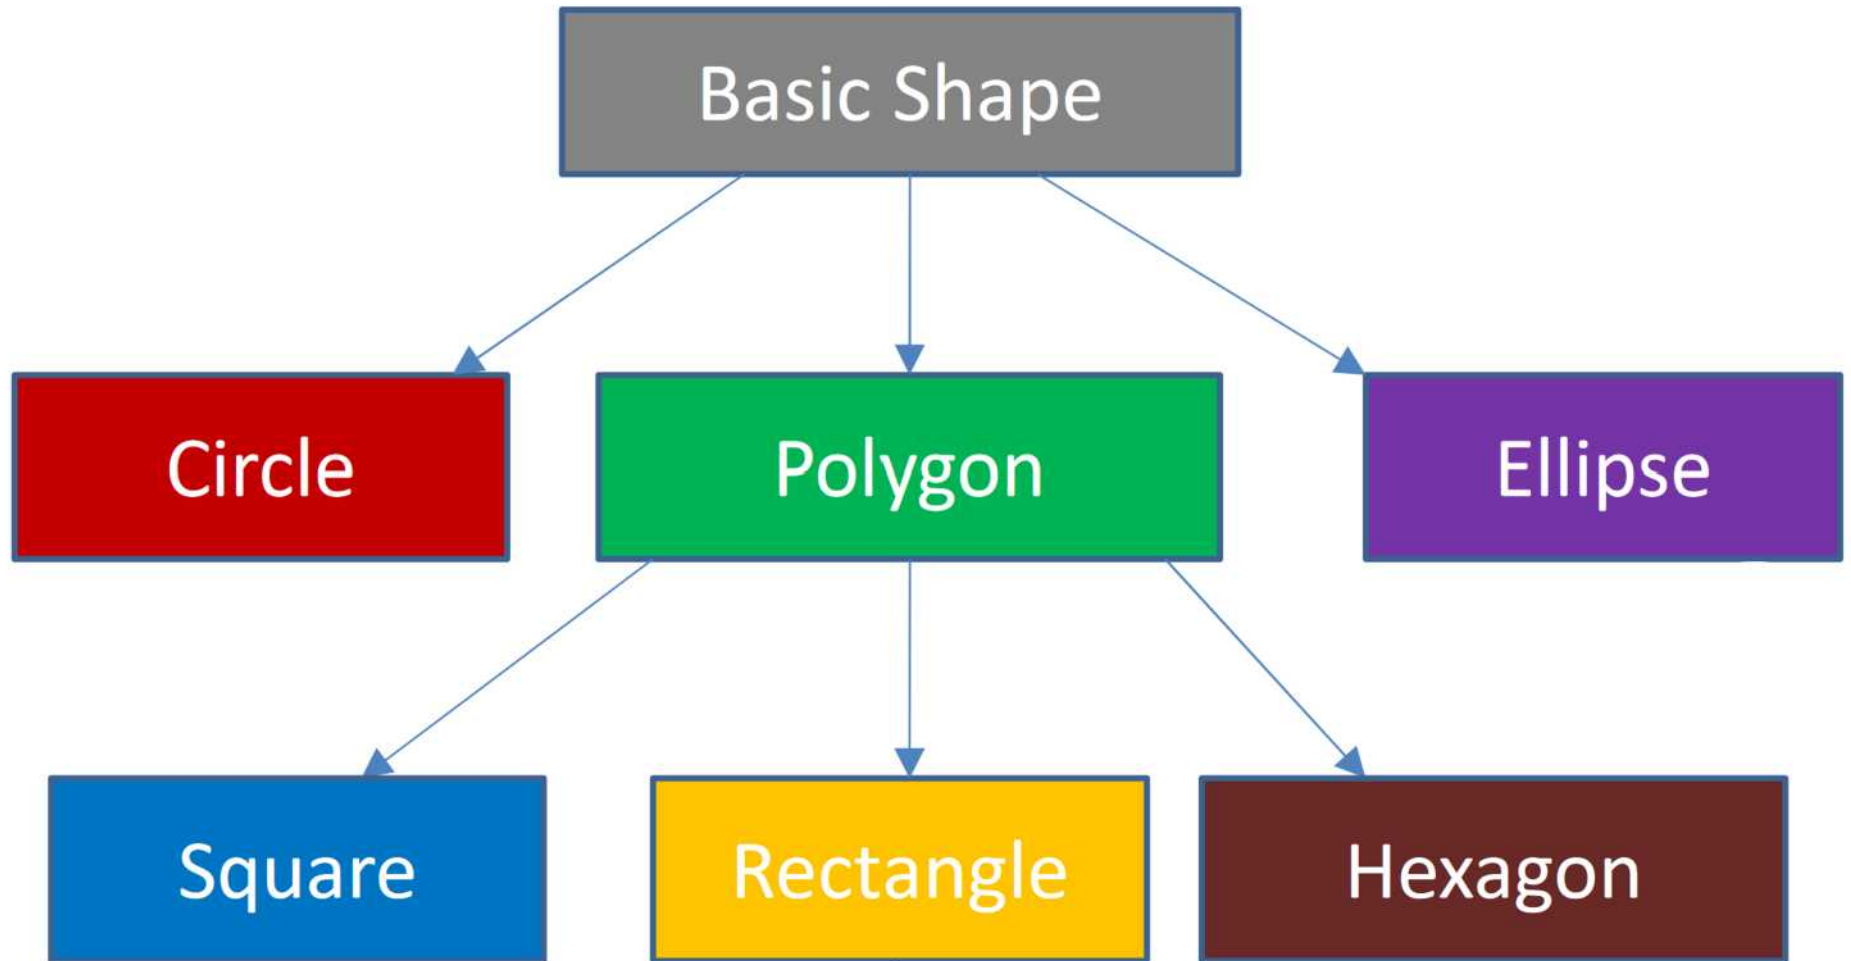 Basic Shape
Circle
Polygon
Ellipse
Square
Rectangle
Hexagon